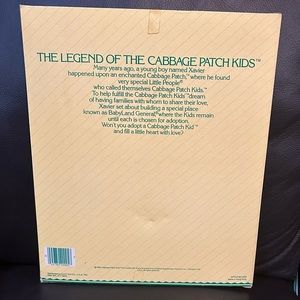 THE LEGEND OF THE CABBAGE PATCH KIDS™
Many years ago, a young boy named Xavier
happened upon an enchanted Cabbage Patch,™ where he found
very special Little People®
who called themselves Cabbage Patch Kids.™
To help fulfill the Cabbage Patch Kids™ dream
of having families with whom to share their love,
Xavier set about building a special place
known as BabyLand General® where the Kids remain
until each is chosen for adoption.
Won't you adopt a Cabbage Patch Kid™
and fill a little heart with love?